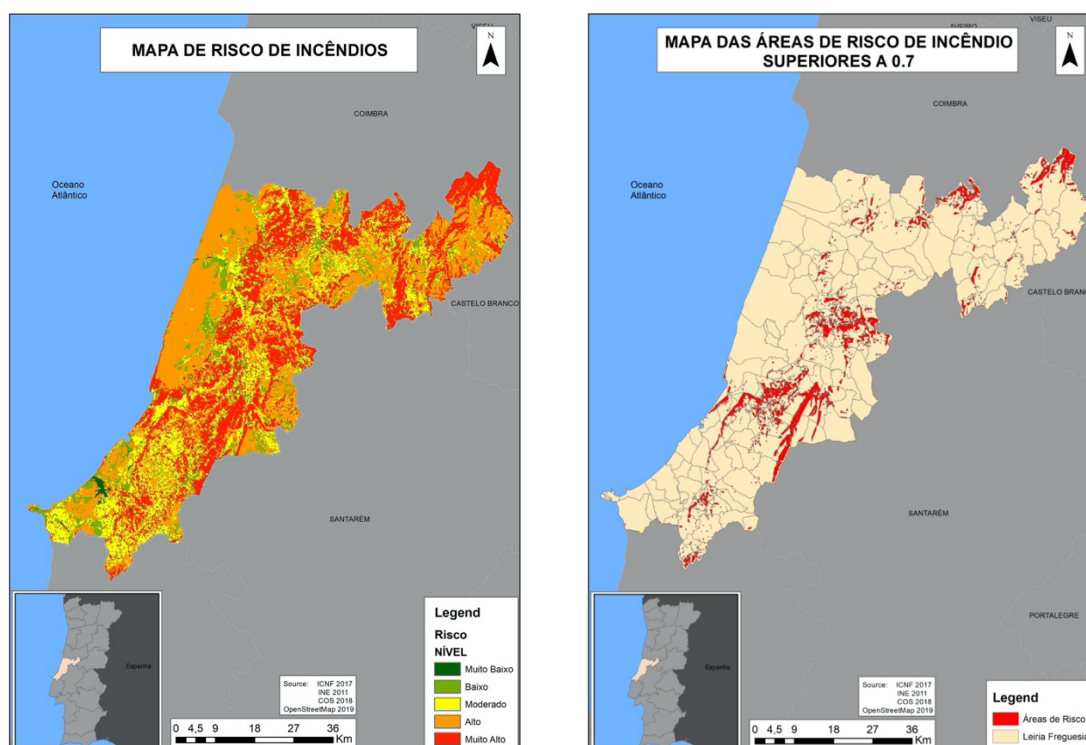 VISEU
MAPA DE RISCO DE INCÊNDIOS
N
COIMBRA
Oceano
Atlântico
CASTELO BRANCO
SANTARÉM
Espanha
Source: ICNF 2017
INE 2011
COS 2018
OpenStreetMap 2019
0 4,5 9 18 27 36
Km
Legend
Risco
NÍVEL
Muito Baixo
Baixo
Moderado
Alto
Muito Alto
AVEIRO
VISEU
MAPA DAS ÁREAS DE RISCO DE INCÊNDIO
SUPERIORES A 0.7
N
COIMBRA
Oceano
Atlântico
CASTELO BRANCO
SANTARÉM
PORTALEGRE
Espanha
Source: ICNF 2017
INE 2011
COS 2018
OpenStreetMap 2019
0 4,5 9 18 27 36
Km
Legend
Áreas de Risco
Leiria Freguesia